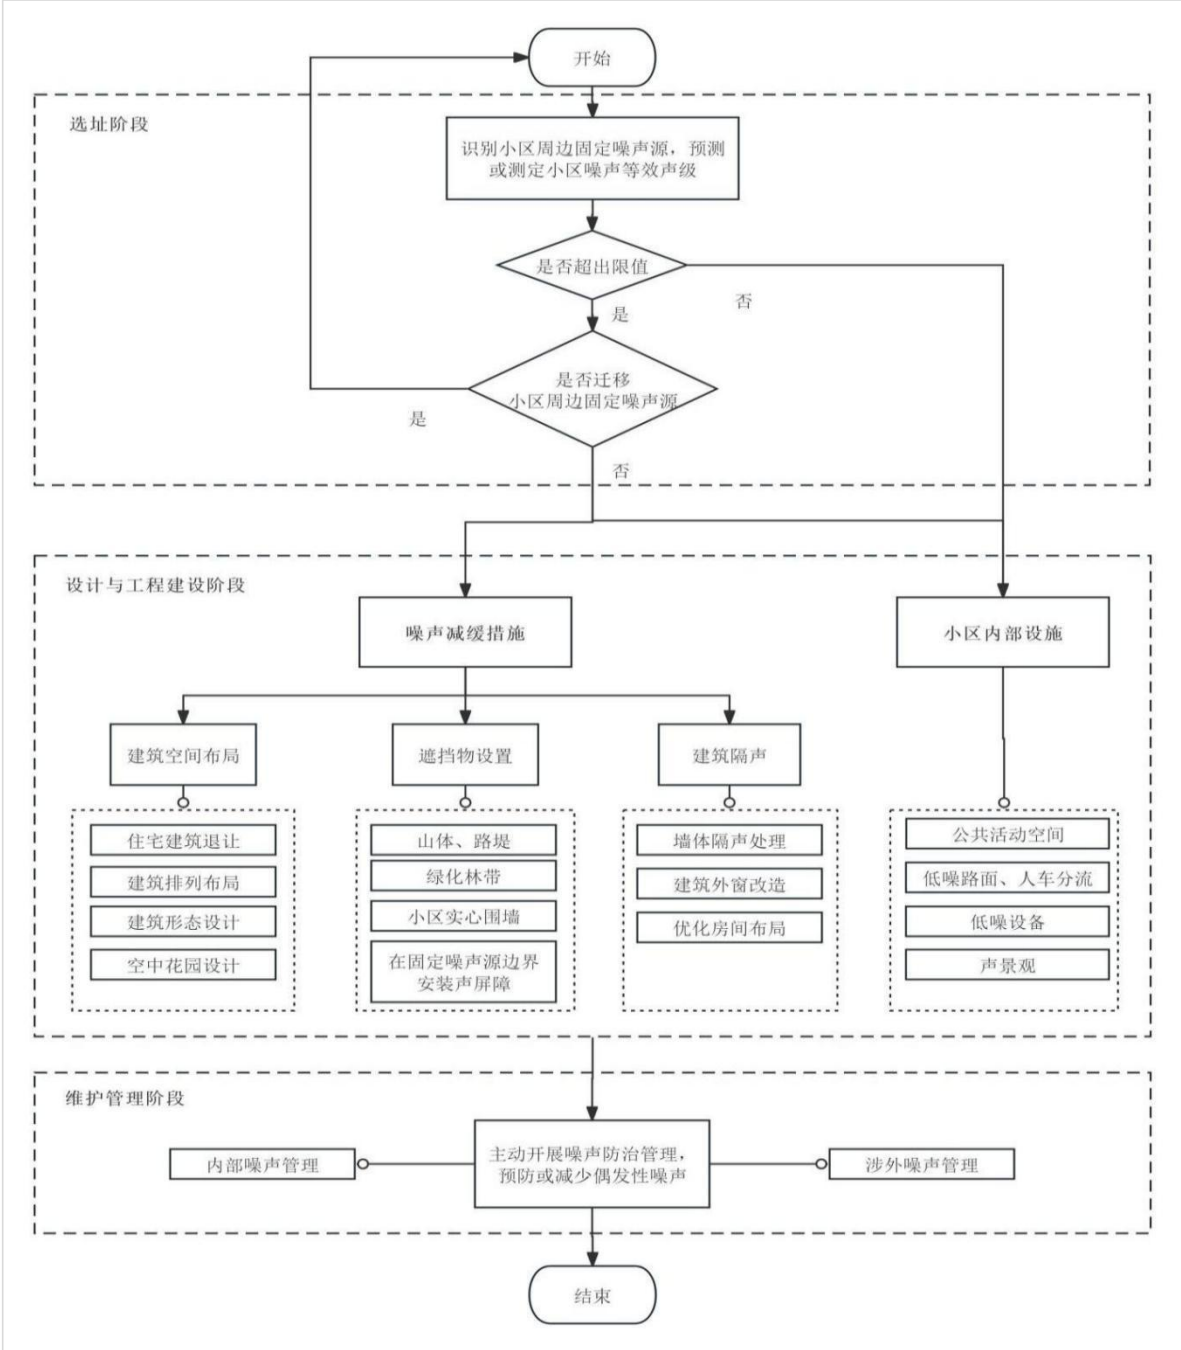 开始
选址阶段
识别小区周边固定噪声源，预测
或测定小区噪声等效声级
是否超出限值
否
是
是否迁移
小区周边固定噪声源
是
否
设计与工程建设阶段
噪声减缓措施
小区内部设施
建筑空间布局
遮挡物设置
建筑隔声
住宅建筑退让
建筑排列布局
建筑形态设计
空中花园设计
山体、路堤
绿化林带
小区实心围墙
在固定噪声源边界
安装声屏障
墙体隔声处理
建筑外窗改造
优化房间布局
公共活动空间
低噪路面、人车分流
低噪设备
声景观
维护管理阶段
内部噪声管理
主动开展噪声防治管理，
预防或减少偶发性噪声
涉外噪声管理
结束